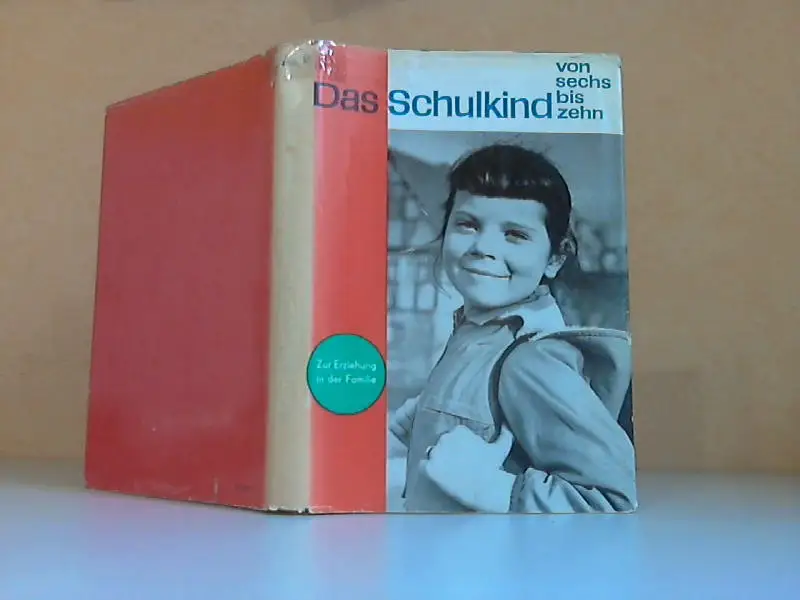 Das Schulkind
von
sechs
bis
zehn
Zur Erziehung
in der Familie